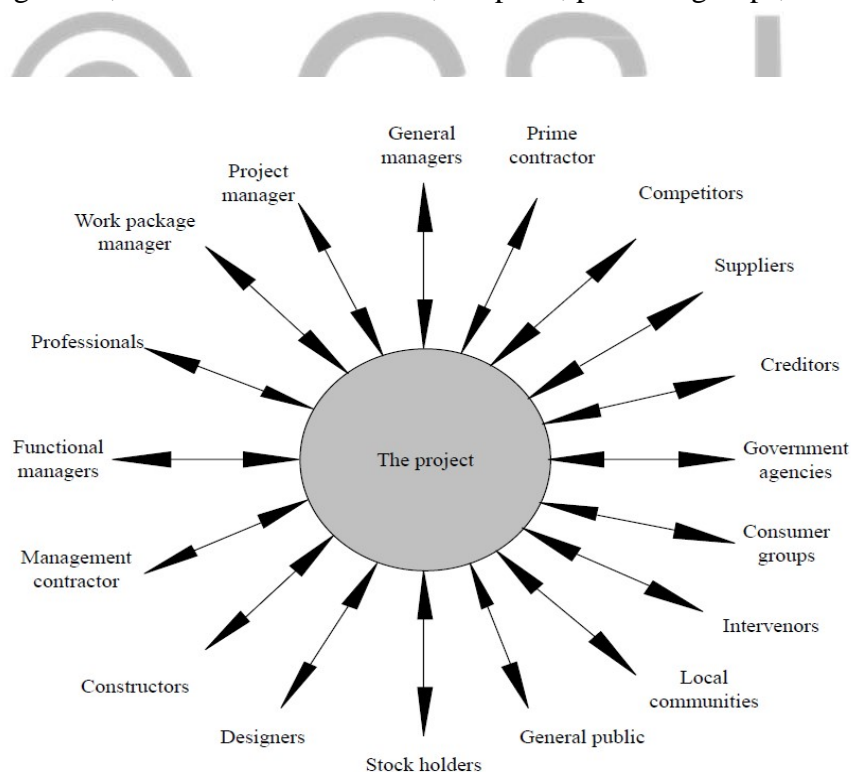 General
managers
Prime
contractor
Project
manager
Competitors
Work package
manager
Suppliers
Professionals
Creditors
The project
Functional
managers
Government
agencies
Management
contractor
Consumer
groups
Intervenors
Constructors
Local
communities
Designers
General public
Stock holders